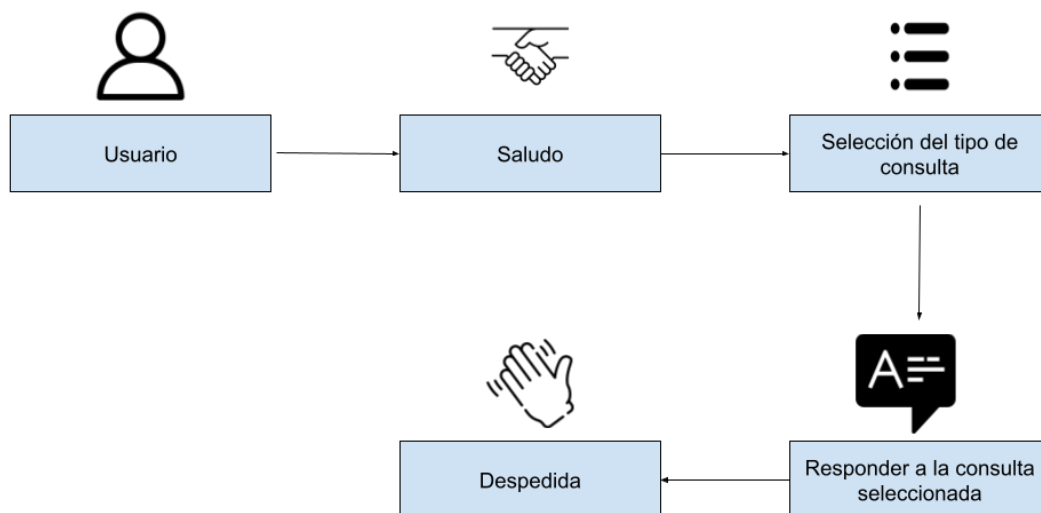 Usuario
Saludo
Selección del tipo de
consulta
A
Responder a la consulta
seleccionada
Despedida